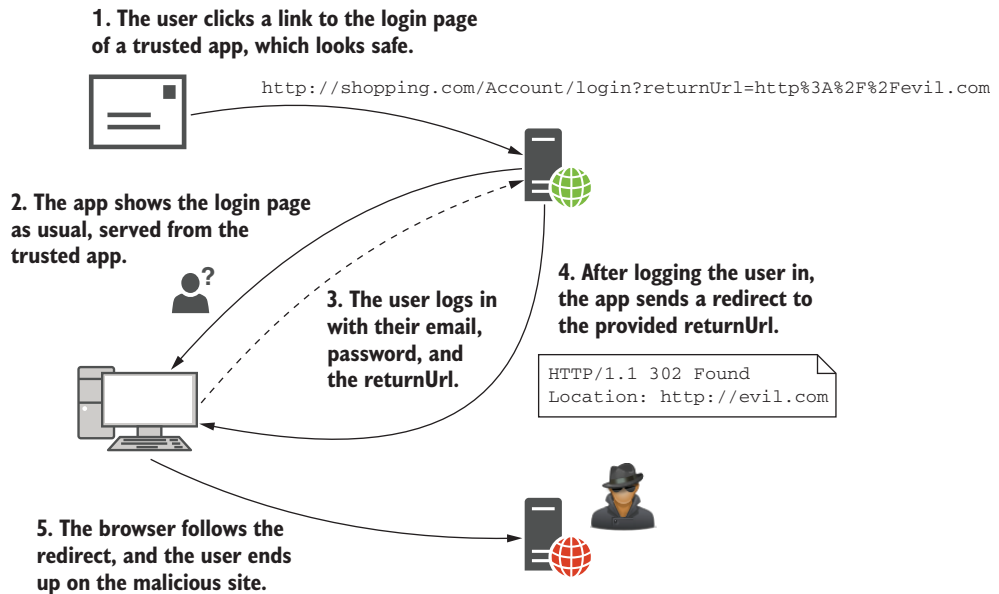 1. The user clicks a link to the login page
of a trusted app, which looks safe.
http://shopping.com/Account/login?returnUrl=http%3A%2F%2Fevil.com
2. The app shows the login page
as usual, served from the
trusted app.
?
3. The user logs in
with their email,
password, and
the returnUrl.
4. After logging the user in,
the app sends a redirect to
the provided returnUrl.
HTTP/1.1 302 Found
Location: http://evil.com
5. The browser follows the
redirect, and the user ends
up on the malicious site.